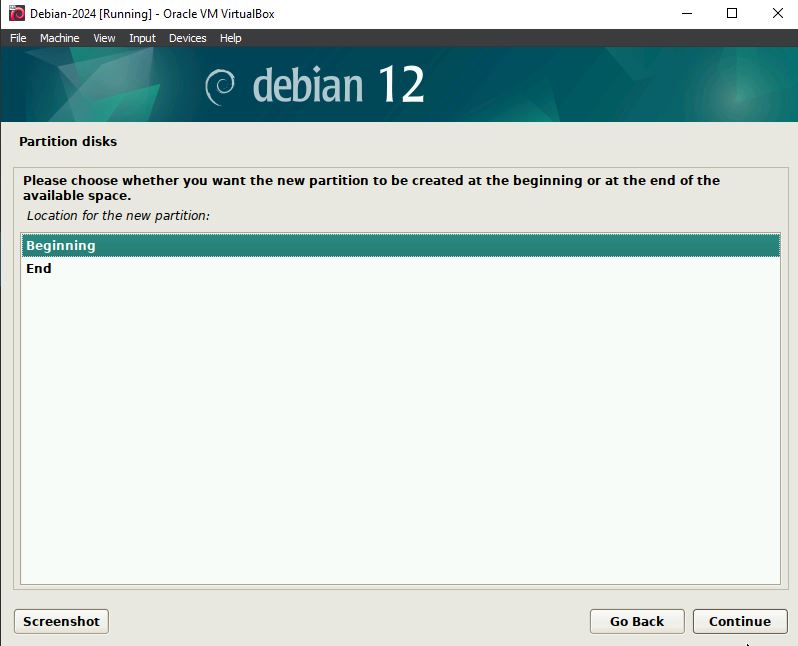 Debian-2024 [Running] - Oracle VM VirtualBox
File Machine View Input Devices Help
debian 12
Partition disks
Please choose whether you want the new partition to be created at the beginning or at the end of the
available space.
Location for the new partition:
Beginning
End
Screenshot Go Back Continue